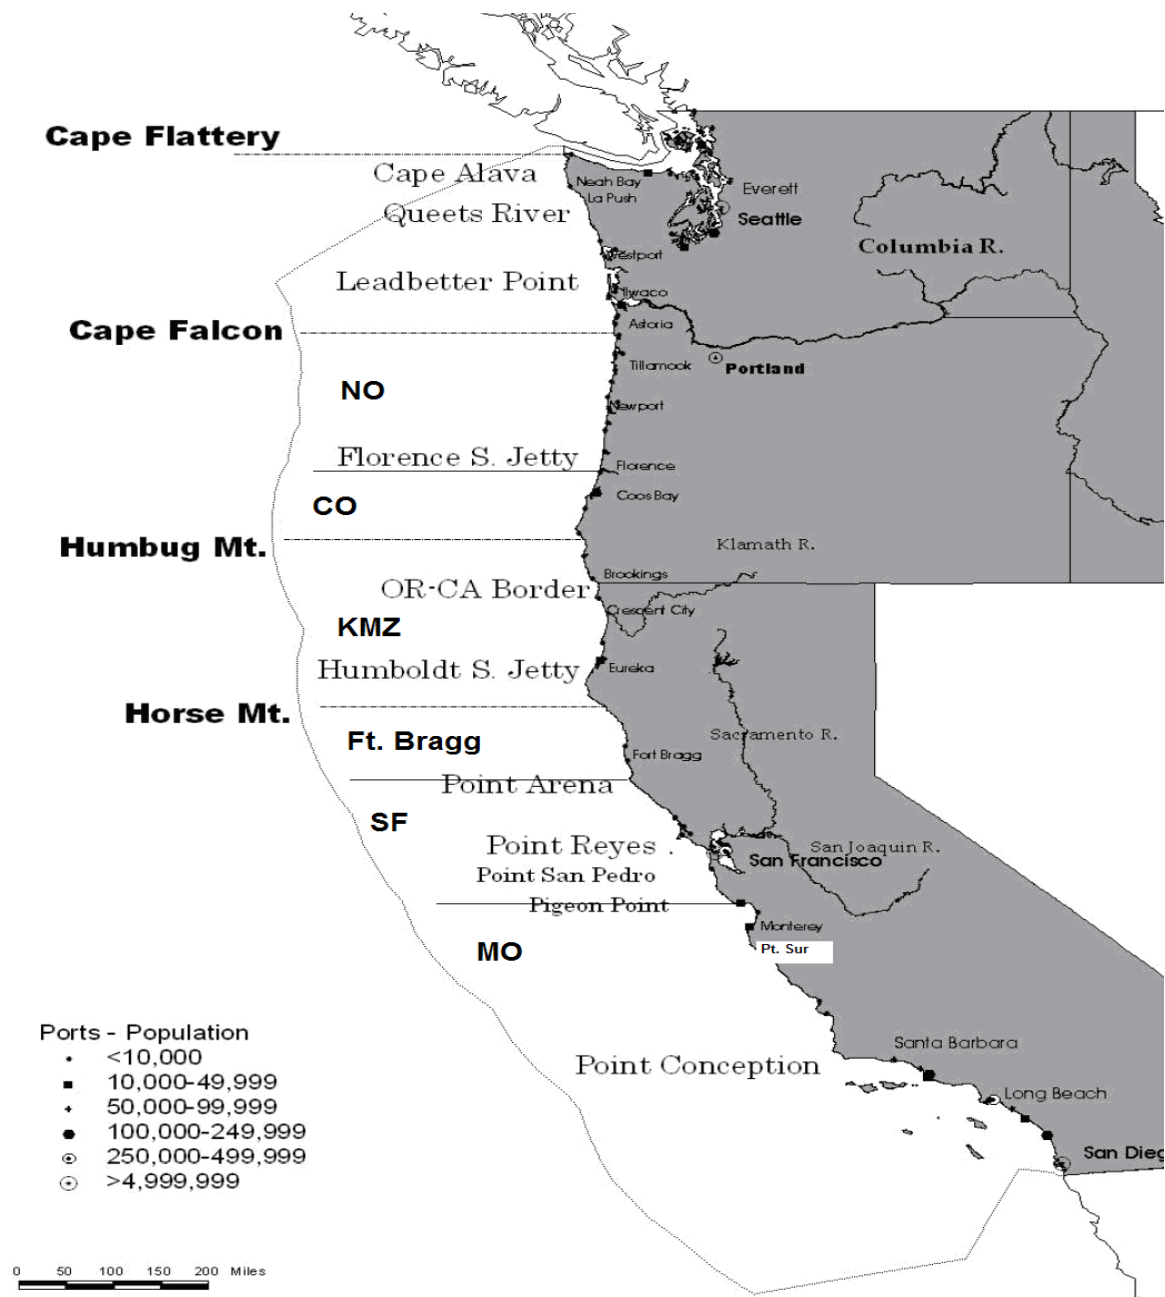 Cape Flattery
Cape Alava
Neah Bay
La Push
Everett
Queets River
Seattle
Columbia R.
Westport
Leadbetter Point
Ilwaco
Cape Falcon
Astoria
Tillamook
Portland
NO
Newport
Florence S. Jetty
Florence
CO
Coos Bay
Humbug Mt.
Klamath R.
Brookings
OR-CA Border
Crescent City
KMZ
Humboldt S. Jetty
Eureka
Horse Mt.
Ft. Bragg
Sacramento R.
Fort Bragg
Point Arena
SF
Point Reyes .
San Joaquin R.
San Francisco
Point San Pedro
Pigeon Point
Monterey
MO
Pt. Sur
Ports - Population
<10,000
10,000-49,999
50,000-99,999
100,000-249,999
250,000-499,999
>4,999,999
Santa Barbara
Point Conception
Long Beach
San Dieg
0 50 100 150 200 Miles